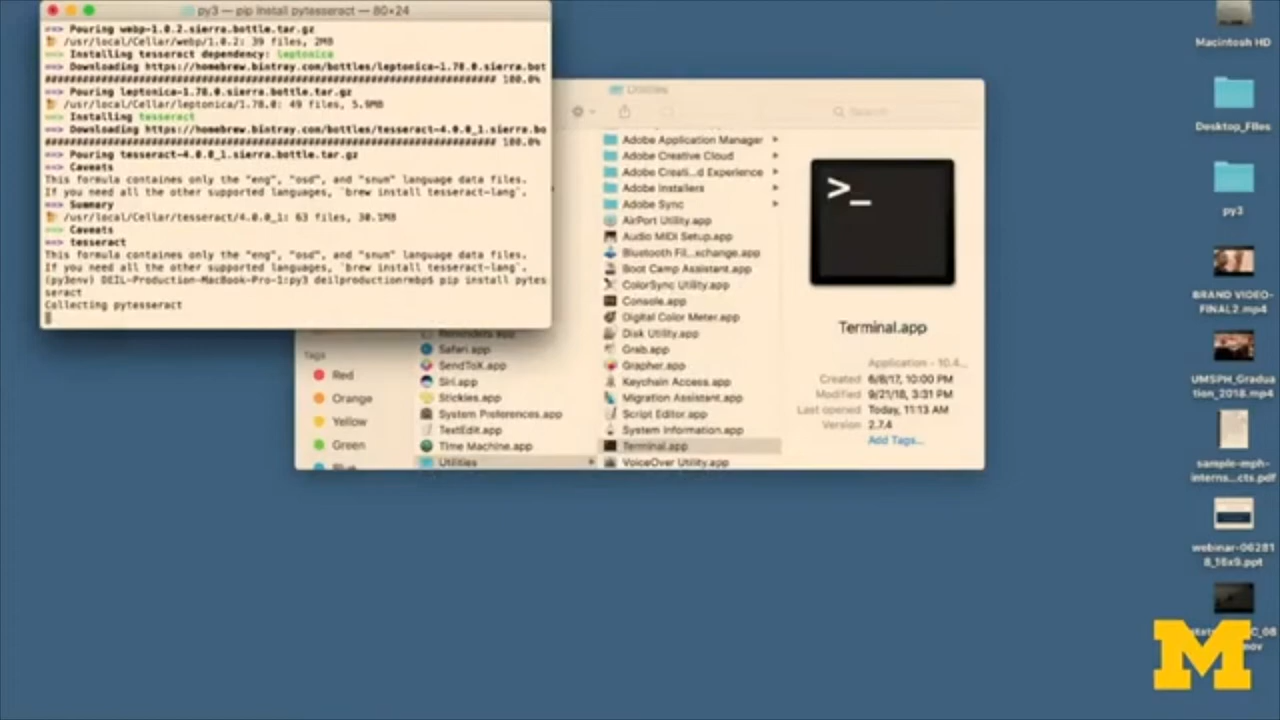 py3 — pip install pytesseract — 80×24
==> Pouring webp-1.0.2.sierra.bottle.tar.gz
/usr/local/Cellar/webp/1.0.2: 39 files, 2MB
==> Installing tesseract dependency: leptonica
==> Downloading https://homebrew.bintray.com/bottles/leptonica-1.78.0.sierra.bot
######################################################################## 100.0%
==> Pouring leptonica-1.78.0.sierra.bottle.tar.gz
/usr/local/Cellar/leptonica/1.78.0: 49 files, 5.9MB
==> Installing tesseract
==> Downloading https://homebrew.bintray.com/bottles/tesseract-4.0.0_1.sierra.bo
######################################################################## 100.0%
==> Pouring tesseract-4.0.0_1.sierra.bottle.tar.gz
==> Caveats
This formula containes only the "eng", "osd", and "snum" language data files.
If you need all the other supported languages, `brew install tesseract-lang`.
==> Summary
/usr/local/Cellar/tesseract/4.0.0_1: 63 files, 30.1MB
==> Caveats
==> tesseract
This formula containes only the "eng", "osd", and "snum" language data files.
If you need all the other supported languages, `brew install tesseract-lang`.
(py3env) DEIL-Production-MacBook-Pro-1:py3 deilproductionmbp$ pip install pytes
seract
Collecting pytesseract
Utilities
Search
Adobe Application Manager
Adobe Creative Cloud
Adobe Creati...d Experience
Adobe Installers
Adobe Sync
AirPort Utility.app
Audio MIDI Setup.app
Bluetooth Fil...xchange.app
Boot Camp Assistant.app
ColorSync Utility.app
Console.app
Digital Color Meter.app
Disk Utility.app
Grab.app
Grapher.app
Keychain Access.app
Migration Assistant.app
Script Editor.app
System Information.app
Terminal.app
VoiceOver Utility.app
Reminders.app
Safari.app
SendToX.app
Siri.app
Stickies.app
System Preferences.app
TextEdit.app
Time Machine.app
Utilities
Tags
Red
Orange
Yellow
Green
Blue
>_
Terminal.app
Application - 10.4...
Created 6/8/17, 10:00 PM
Modified 9/21/18, 3:31 PM
Last opened Today, 11:13 AM
Version 2.7.4
Add Tags...
Macintosh HD
Desktop_Files
py3
BRAND VIDEO-
FINAL2.mp4
UMSPH_Gradua
tion_2018.mp4
sample-mph-
interns...cts.pdf
webinar-06281
8_16x9.ppt
M